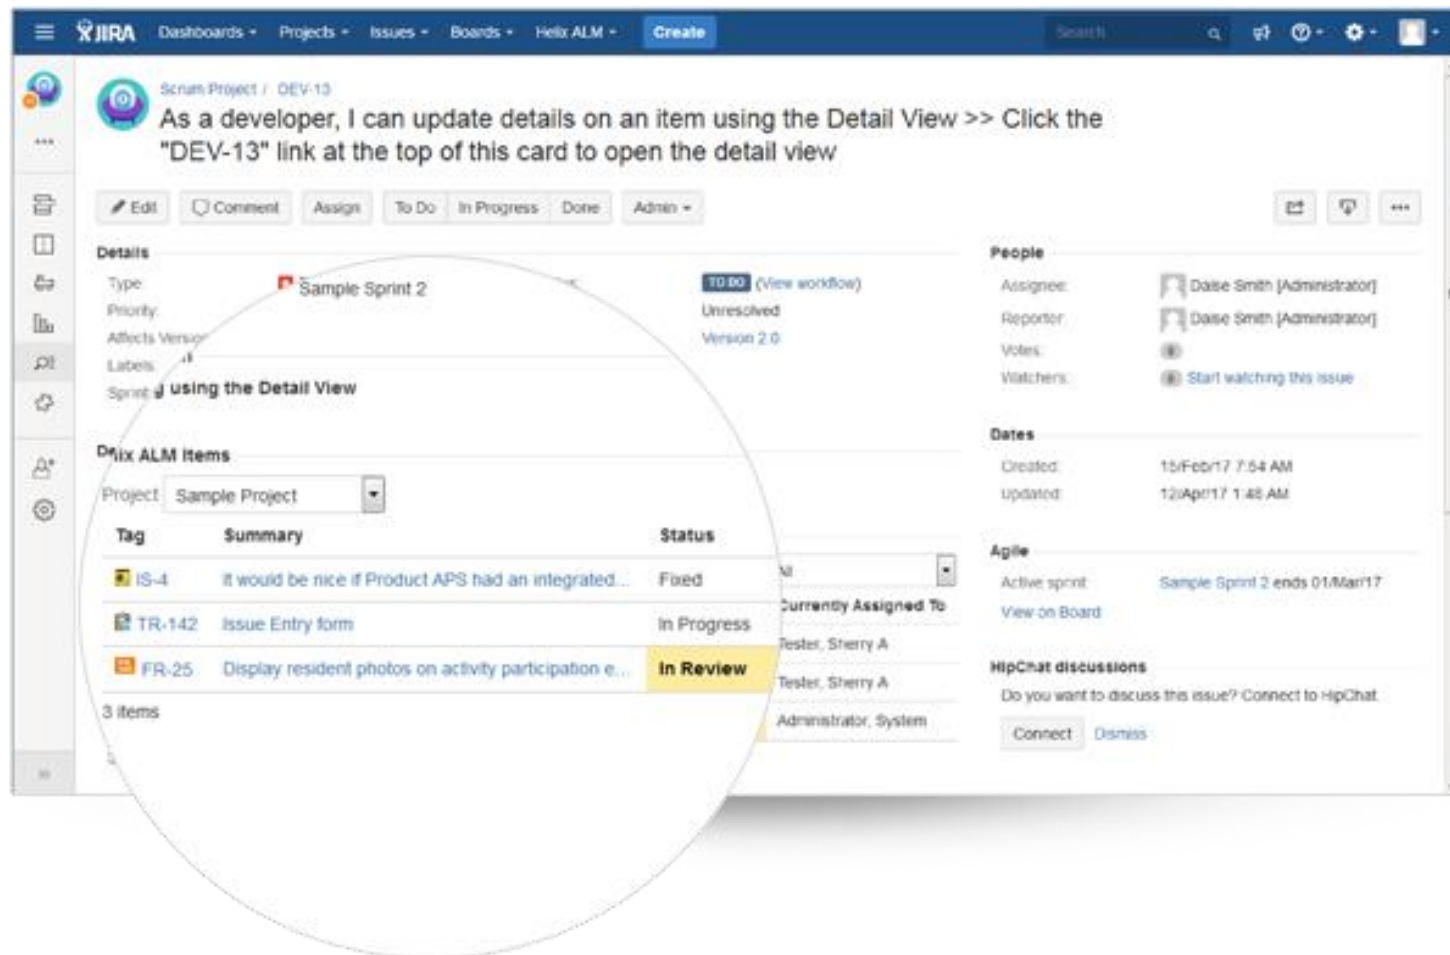 JIRA Dashboards Projects Issues Boards Helix ALM Create Search
Scrum Project / DEV-13
As a developer, I can update details on an item using the Detail View >> Click the
"DEV-13" link at the top of this card to open the detail view
Edit Comment Assign To Do In Progress Done Admin
Details
Type:
Priority:
Affects Version
Labels:
Sprint:
Sample Sprint 2
using the Detail View
TO DO (View workflow)
Unresolved
Version 2.0
ix ALM Items
Project Sample Project
Tag Summary Status
IS-4 It would be nice if Product APS had an integrated... Fixed
TR-142 Issue Entry form In Progress
FR-25 Display resident photos on activity participation e... In Review
3 items
Currently Assigned To
Tester, Sherry A
Tester, Sherry A
Administrator, System
People
Assignee: Daise Smith [Administrator]
Reporter: Daise Smith [Administrator]
Votes: 0
Watchers: 0 Start watching this issue
Dates
Created: 15/Feb/17 7:54 AM
Updated: 12/Apr/17 1:48 AM
Agile
Active sprint: Sample Sprint 2 ends 01/Mar/17
View on Board
HipChat discussions
Do you want to discuss this issue? Connect to HipChat.
Connect Dismiss